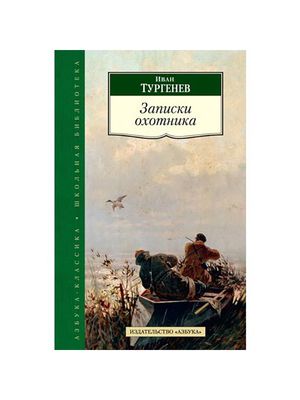 Иван
ТУРГЕНЕВ
Записки
охотника
АЗБУКА-КЛАССИКА • ШКОЛЬНАЯ БИБЛИОТЕКА
ИЗДАТЕЛЬСТВО «АЗБУКА»